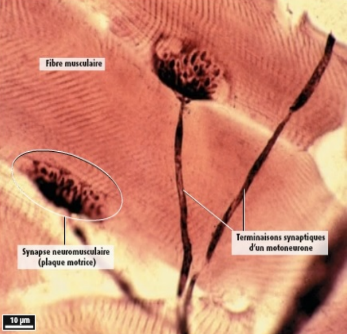 Fibre musculaire
Terminaisons synaptiques
d'un motoneurone
Synapse neuromusculaire
(plaque motrice)
10 µm